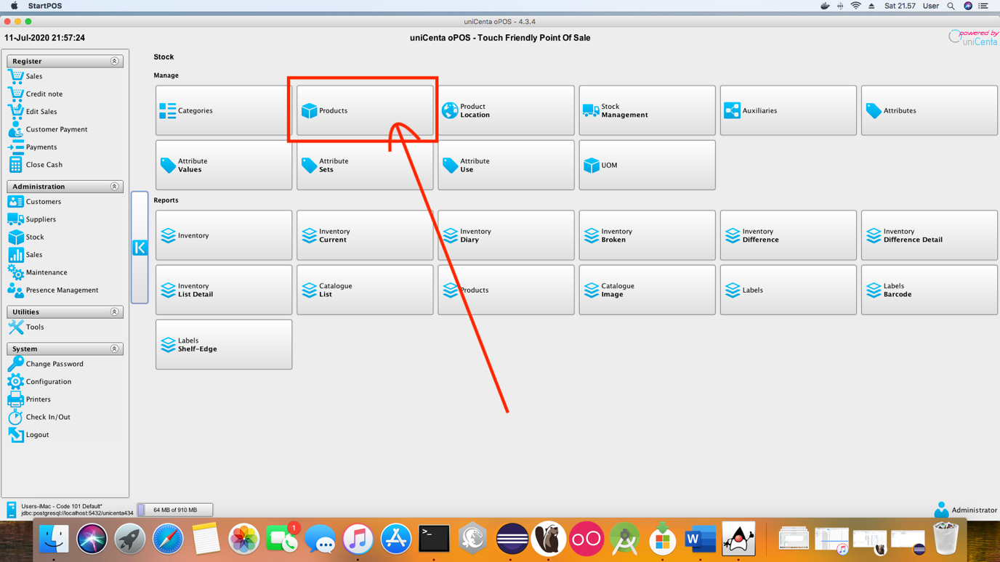 StartPOS
Sat 21.57 User
uniCenta oPOS - 4.3.4
11-Jul-2020 21:57:24
uniCenta oPOS - Touch Friendly Point Of Sale
powered by
uniCenta
Register
Sales
Credit note
Edit Sales
Customer Payment
Payments
Close Cash
Administration
Customers
Suppliers
Stock
Sales
Maintenance
Presence Management
Utilities
Tools
System
Change Password
Configuration
Printers
Check In/Out
Logout
Stock
Manage
Categories
Products
Product
Location
Stock
Management
Auxiliaries
Attributes
Attribute
Values
Attribute
Sets
Attribute
Use
UOM
Reports
Inventory
Inventory
Current
Inventory
Diary
Inventory
Broken
Inventory
Difference
Inventory
Difference Detail
Inventory
List Detail
Catalogue
List
Products
Catalogue
Image
Labels
Labels
Barcode
Labels
Shelf-Edge
Users-iMac - Code 101 Default*
jdbc:postgresql://localhost:5432/unicenta434
64 MB of 910 MB
Administrator
1
>_
W